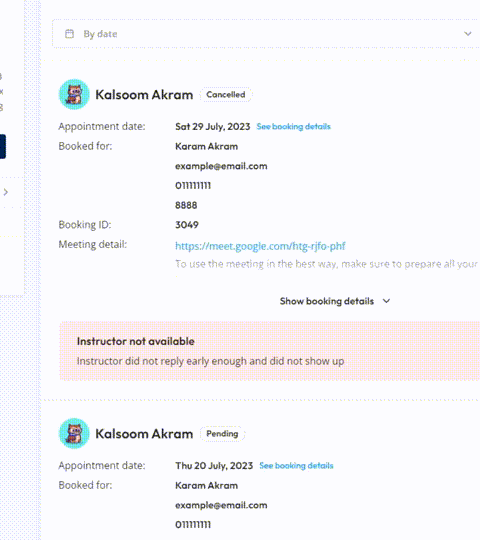 By date
Kalsoom Akram Cancelled
Appointment date: Sat 29 July, 2023 See booking details
Booked for: Karam Akram
example@email.com
011111111
8888
Booking ID: 3049
Meeting detail: https://meet.google.com/htg-rjfo-phf
To use the meeting in the best way, make sure to prepare all your
Show booking details
Instructor not available
Instructor did not reply early enough and did not show up
Kalsoom Akram Pending
Appointment date: Thu 20 July, 2023 See booking details
Booked for: Karam Akram
example@email.com
011111111